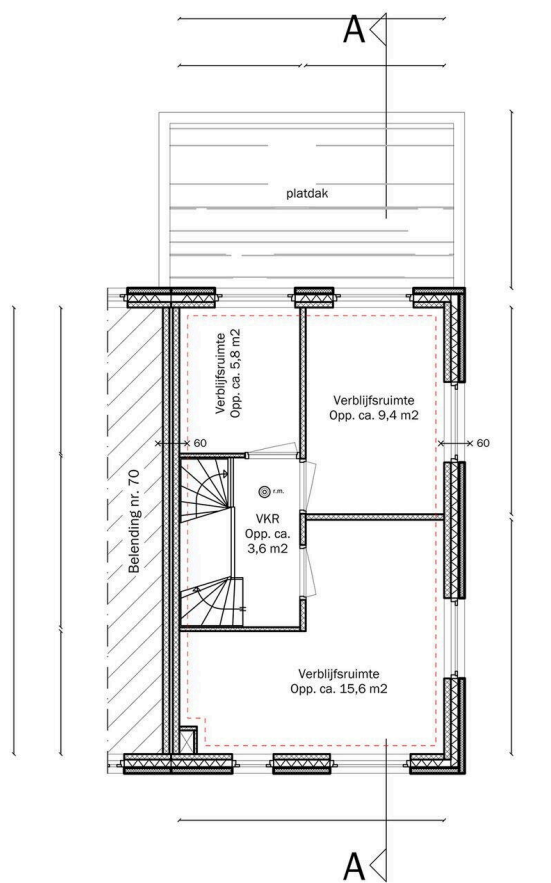 A
platdak
Verblijfsruimte
Opp. ca. 5,8 m2
Verblijfsruimte
Opp. ca. 9,4 m2
60
60
Belending nr. 70
r.m.
VKR
Opp. ca.
3,6 m2
Verblijfsruimte
Opp. ca. 15,6 m2
A